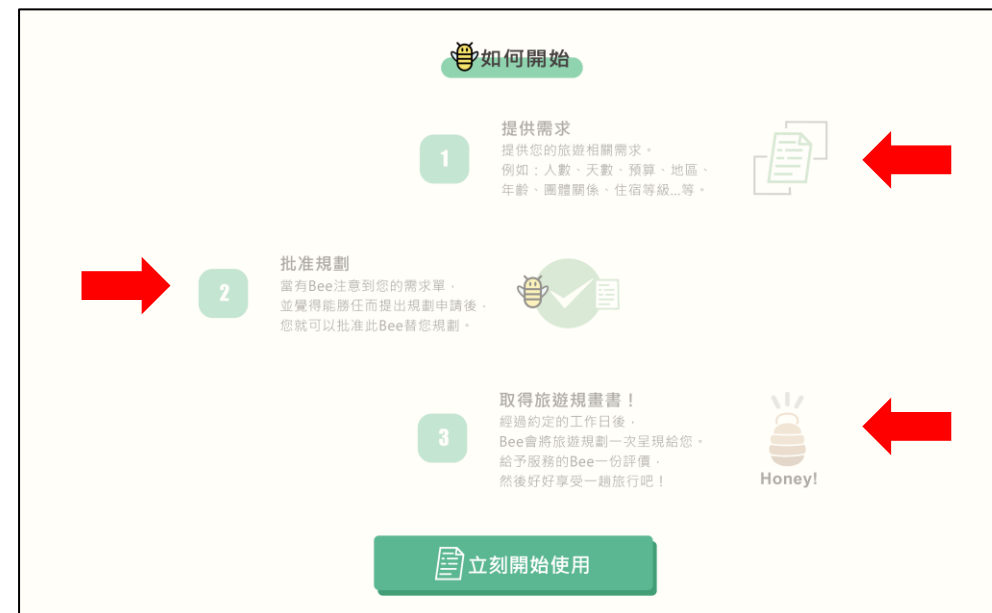 如何開始
1
提供需求
提供您的旅遊相關需求。
例如：人數、天數、預算、地區、
年齡、團體關係、住宿等級...等。
2
批准規劃
當有Bee注意到您的需求單，
並覺得能勝任而提出規劃申請後，
您就可以批准此Bee替您規劃。
3
取得旅遊規畫書！
經過約定的工作日後，
Bee會將旅遊規劃一次呈現給您。
給予服務的Bee一份評價，
然後好好享受一趟旅行吧！
Honey!
立刻開始使用